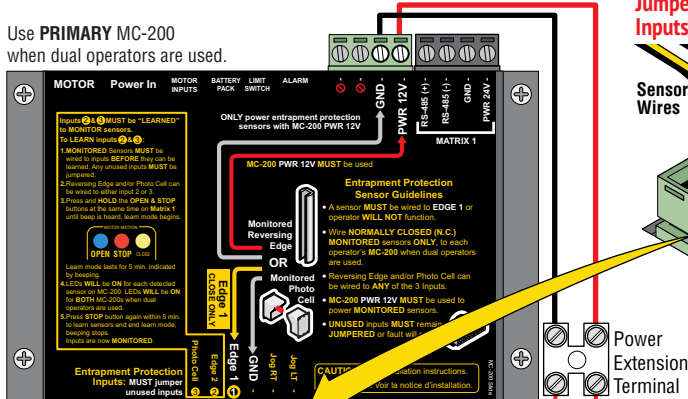 Use PRIMARY MC-200
when dual operators are used.
Jumpe
Inputs
Sensor
Wires
MOTOR
Power In
MOTOR
INPUTS
BATTERY
PACK
LIMIT
SWITCH
ALARM
GND
PWR 12V
RS-485 (+)
RS-485 (-)
GND
PWR 24V
MATRIX 1
ONLY power entrapment protection
sensors with MC-200 PWR 12V
MC-200 PWR 12V MUST be used
Inputs 2 & 3 MUST be "LEARNED"
to MONITOR sensors.
To LEARN inputs 2 & 3:
1.MONITORED Sensors MUST be
wired to inputs BEFORE they can be
learned. Any unused inputs MUST be
jumpered.
2.Reversing Edge and/or Photo Cell can
be wired to either input 2 or 3.
3.Press and HOLD the OPEN & STOP
buttons at the same time on Matrix 1
until beep is heard, learn mode begins.
MOTOR MOTION
OPEN STOP CLOSE
Learn mode lasts for 5 min. indicated
by beeping.
4.LEDs WILL be ON for each detected
sensor on MC-200. LEDs WILL be ON
for BOTH MC-200s when dual
operators are used.
5.Press STOP button again within 5 min.
to learn sensors and end learn mode,
beeping stops.
Inputs are now MONITORED.
Entrapment Protection
Inputs: MUST jumper
unused inputs
Photo Cell 3
Edge 2 2
Edge 1 1
Edge 1
CLOSE ONLY
GND
Jog RT
Jog LT
Monitored
Reversing
Edge
OR
Monitored
Photo
Cell
Entrapment Protection
Sensor Guidelines
• A sensor MUST be wired to EDGE 1 or
operator WILL NOT function.
• Wire NORMALLY CLOSED (N.C.)
MONITORED sensors ONLY, to each
operator's MC-200 when dual operators
are used.
• Reversing Edge and/or Photo Cell can
be wired to ANY of the 3 Inputs.
• MC-200 PWR 12V MUST be used to
power MONITORED sensors.
• UNUSED inputs MUST remain
JUMPERED or fault will
CAUTI
llation instructions.
Voir la notice d'installation.
MC-200 Slide
Power
Extension
Terminal